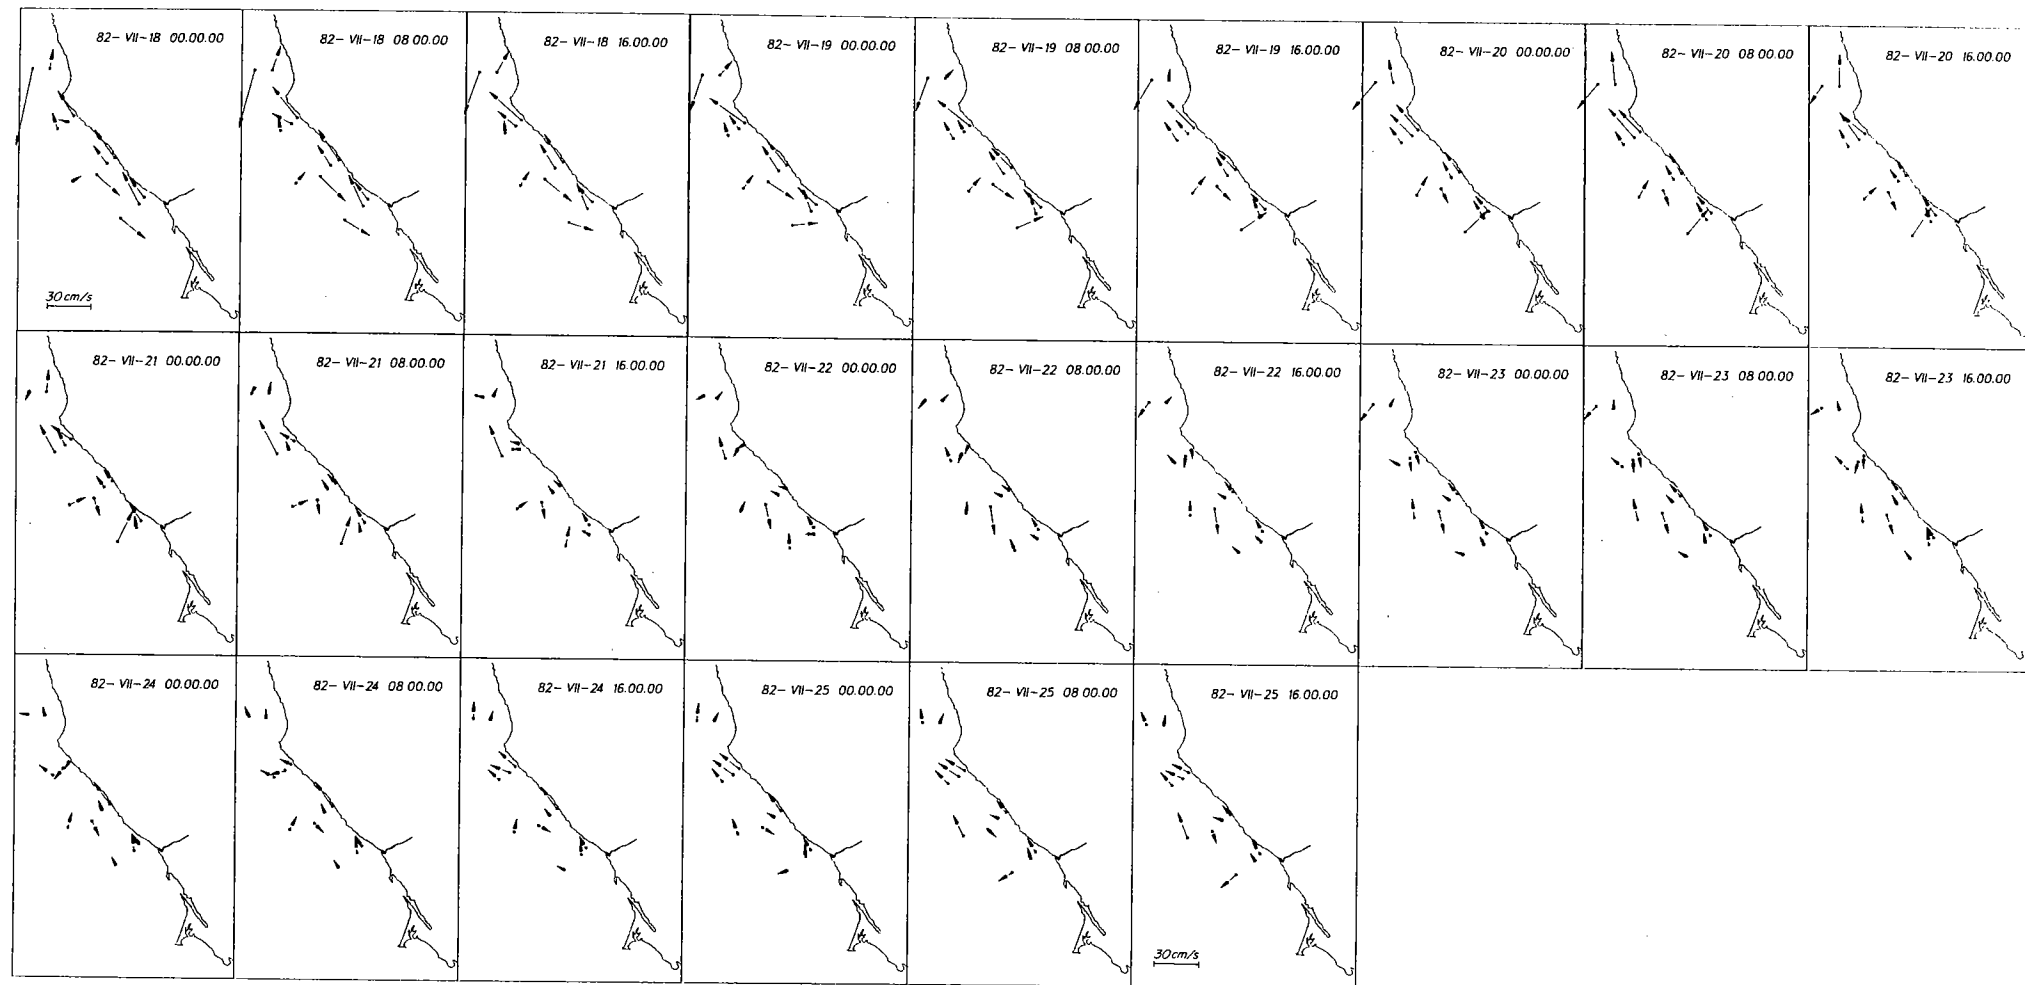 82- VII-18 00.00.00
82- VII-18 08 00.00
82- VII-18 16.00.00
82- VII-19 00.00.00
82- VII-19 08 00.00
82- VII-19 16.00.00
82- VII-20 00.00.00
82- VII-20 08 00.00
82- VII-20 16.00.00
30cm/s
82-VII-21 00.00.00
82-VII-21 08.00.00
82-VII-21 16.00.00
82-VII-22 00.00.00
82-VII-22 08.00.00
82-VII-22 16.00.00
82-VII-23 00.00.00
82-VII-23 08 00.00
82-VII-23 16.00.00
82- VII-24 00.00.00
82- VII-24 08 00.00
82- VII-24 16.00.00
82- VII-25 00.00.00
82- VII-25 08 00.00
82- VII-25 16.00.00
30cm/s